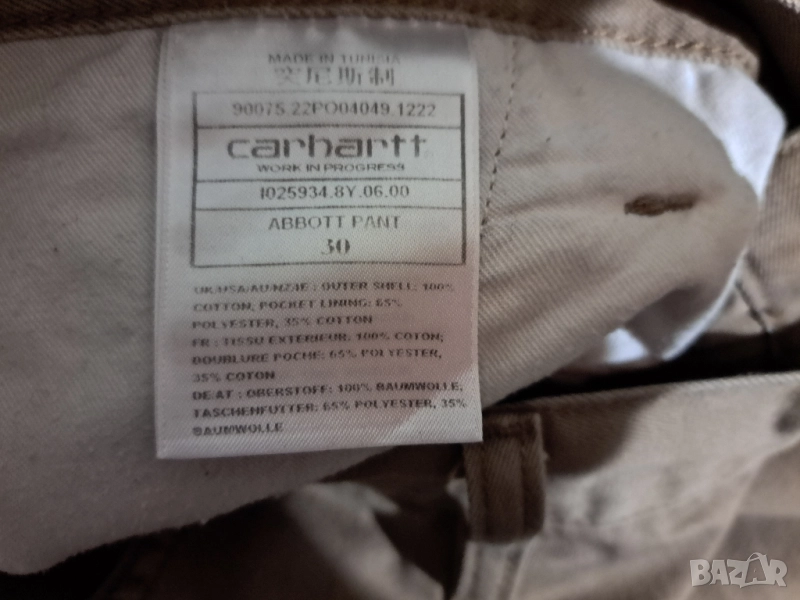 MADE IN TUNISIA
突尼斯制
90075.22PO04049.1222
carhartt
WORK IN PROGRESS
I025934.8Y.06.00
ABBOTT PANT
30
UK/USA/AU/NZ/IE : OUTER SHELL: 100%
COTTON, POCKET LINING: 65%
POLYESTER, 35% COTTON
FR : TISSU EXTERIEUR: 100% COTON;
DOUBLURE POCHE: 65% POLYESTER,
35% COTON
DE/AT : OBERSTOFF: 100% BAUMWOLLE,
TASCHENFUTTER: 65% POLYESTER, 35%
BAUMWOLLE
BAZAR